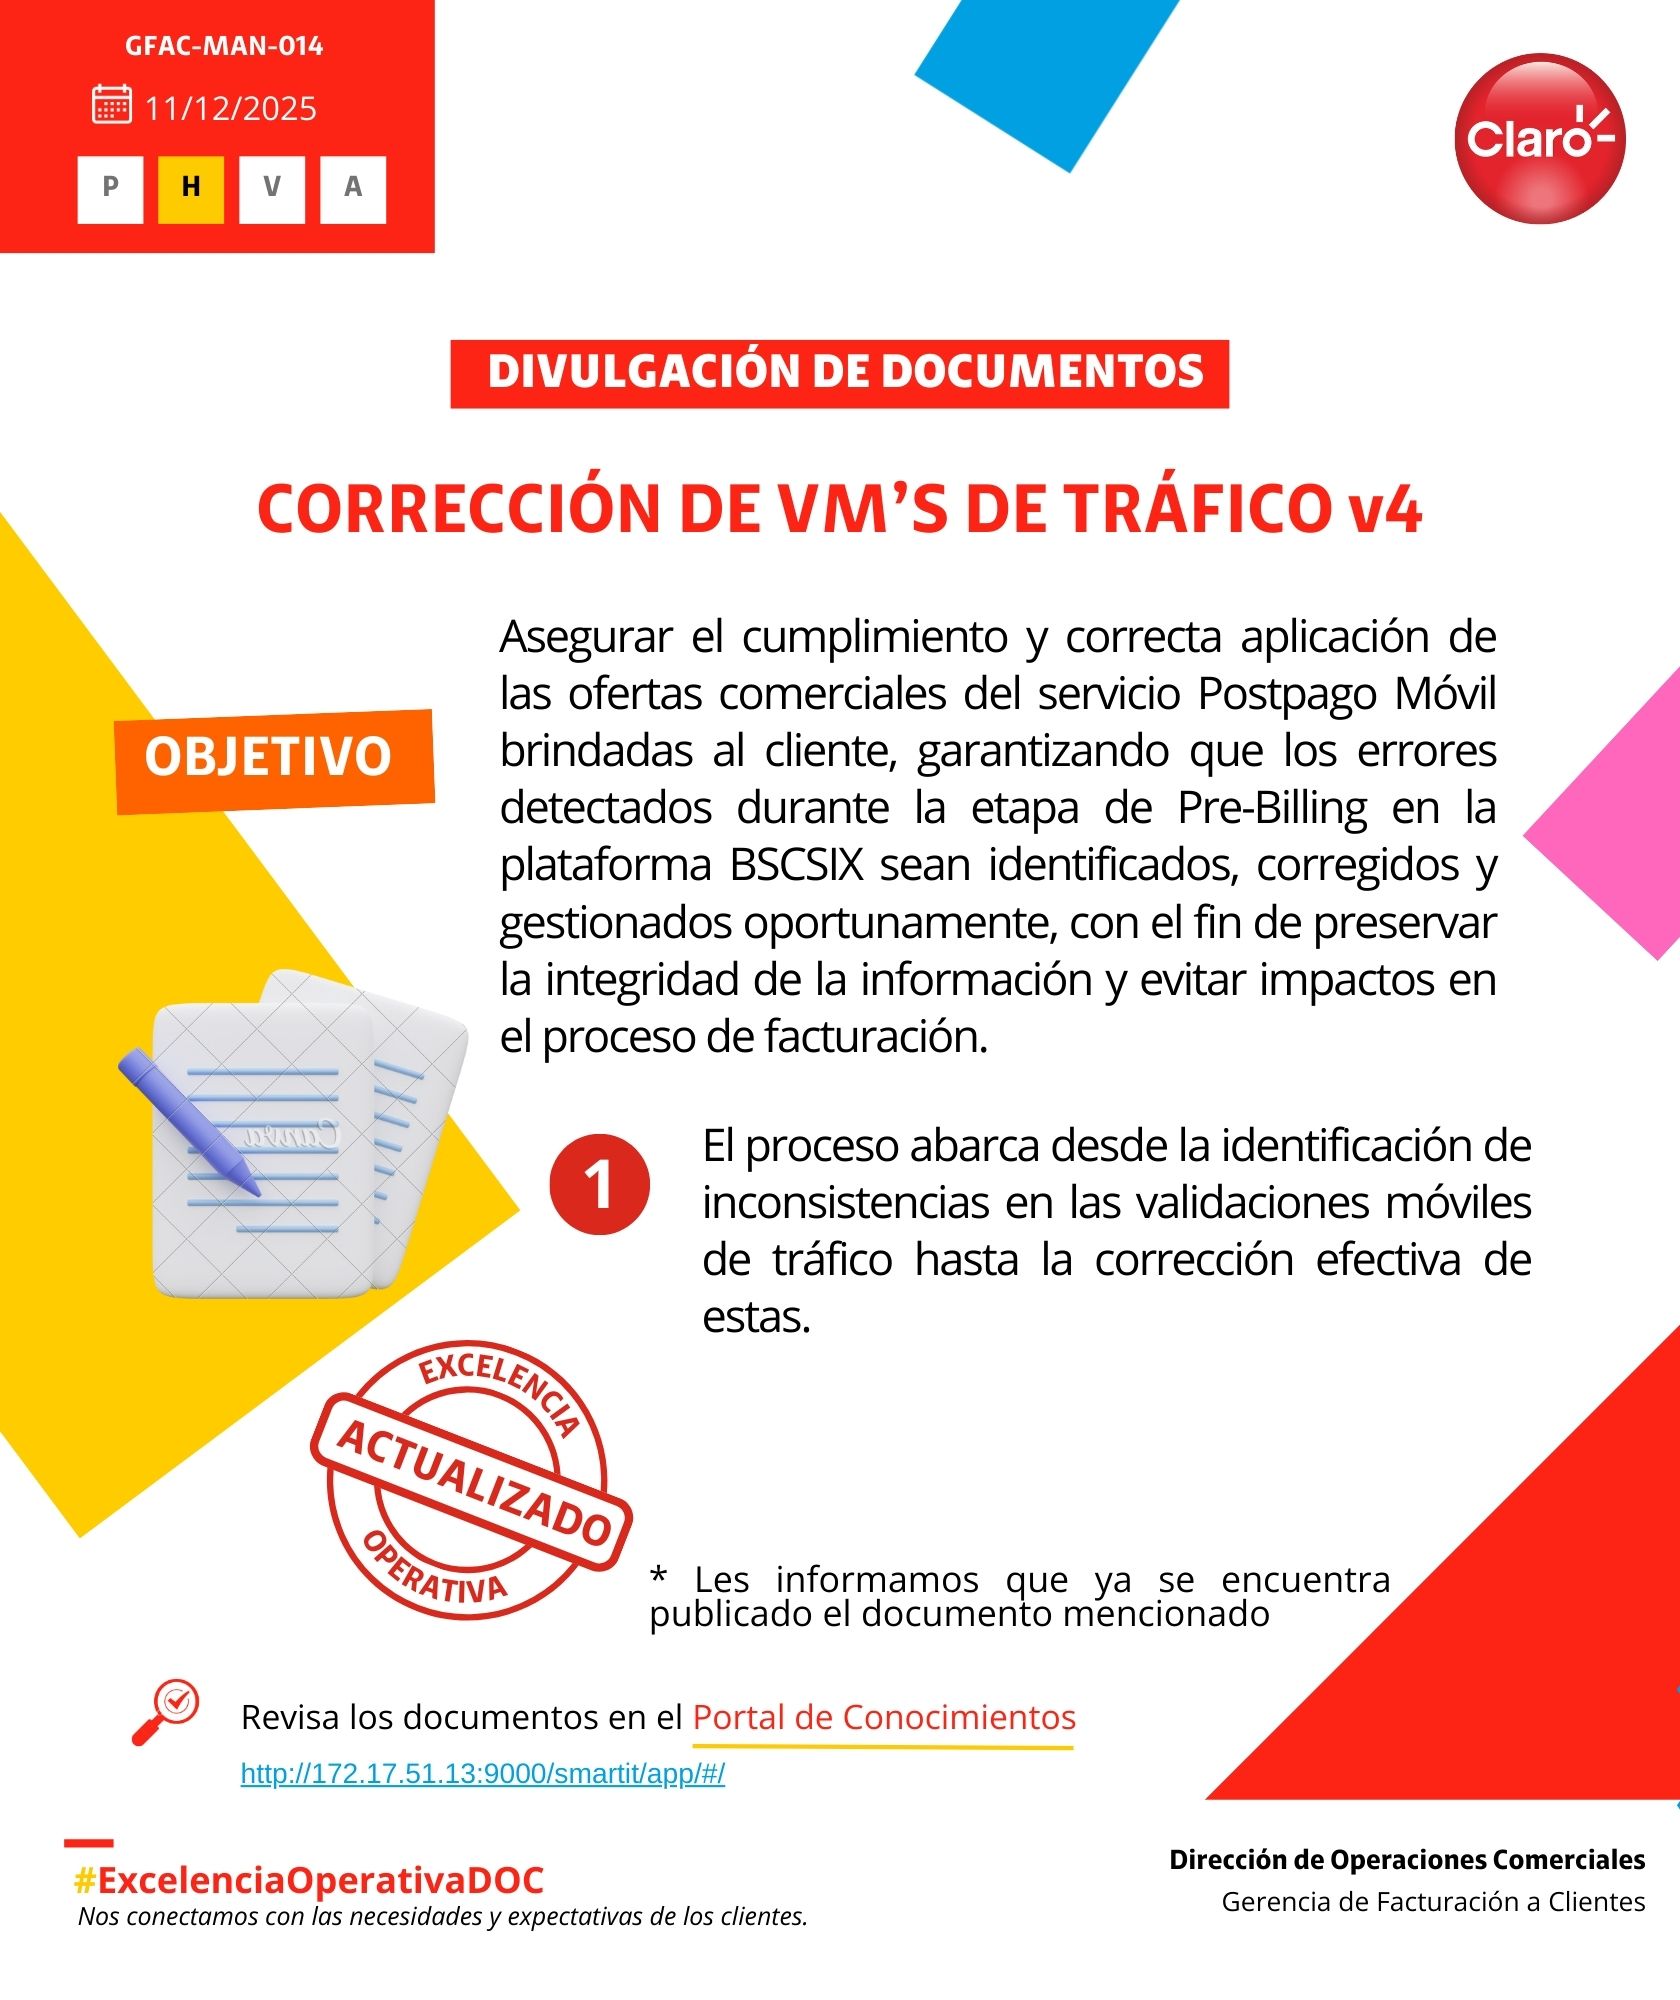 GFAC-MAN-014
11/12/2025
P H V A
Claro
DIVULGACIÓN DE DOCUMENTOS
CORRECCIÓN DE VM’S DE TRÁFICO v4
OBJETIVO
Asegurar el cumplimiento y correcta aplicación de
las ofertas comerciales del servicio Postpago Móvil
brindadas al cliente, garantizando que los errores
detectados durante la etapa de Pre-Billing en la
plataforma BSCSIX sean identificados, corregidos y
gestionados oportunamente, con el fin de preservar
la integridad de la información y evitar impactos en
el proceso de facturación.
Canva
1
El proceso abarca desde la identificación de
inconsistencias en las validaciones móviles
de tráfico hasta la corrección efectiva de
estas.
EXCELENCIA
ACTUALIZADO
OPERATIVA
* Les informamos que ya se encuentra
publicado el documento mencionado
Revisa los documentos en el Portal de Conocimientos
http://172.17.51.13:9000/smartit/app/#/
#ExcelenciaOperativaDOC
Nos conectamos con las necesidades y expectativas de los clientes.
Dirección de Operaciones Comerciales
Gerencia de Facturación a Clientes